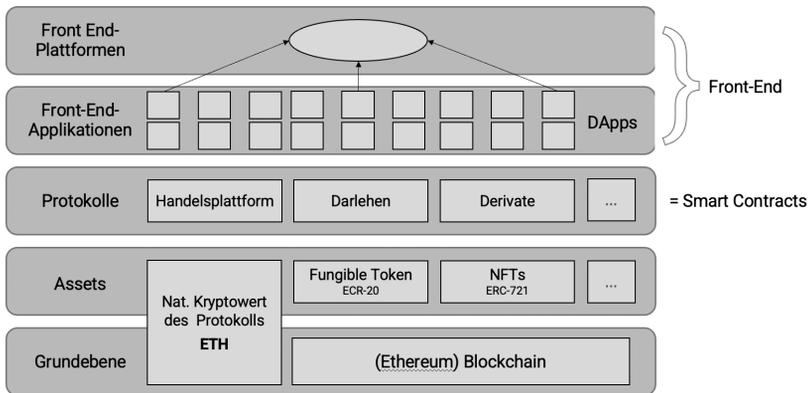 Front End-
Plattformen
Front-End
Front-End-
Applikationen
DApps
Protokolle
Handelsplattform
Darlehen
Derivate
...
= Smart Contracts
Assets
Nat. Kryptowert
des Protokolls
ETH
Fungible Token
ECR-20
NFTs
ERC-721
...
Grundebene
(Ethereum) Blockchain